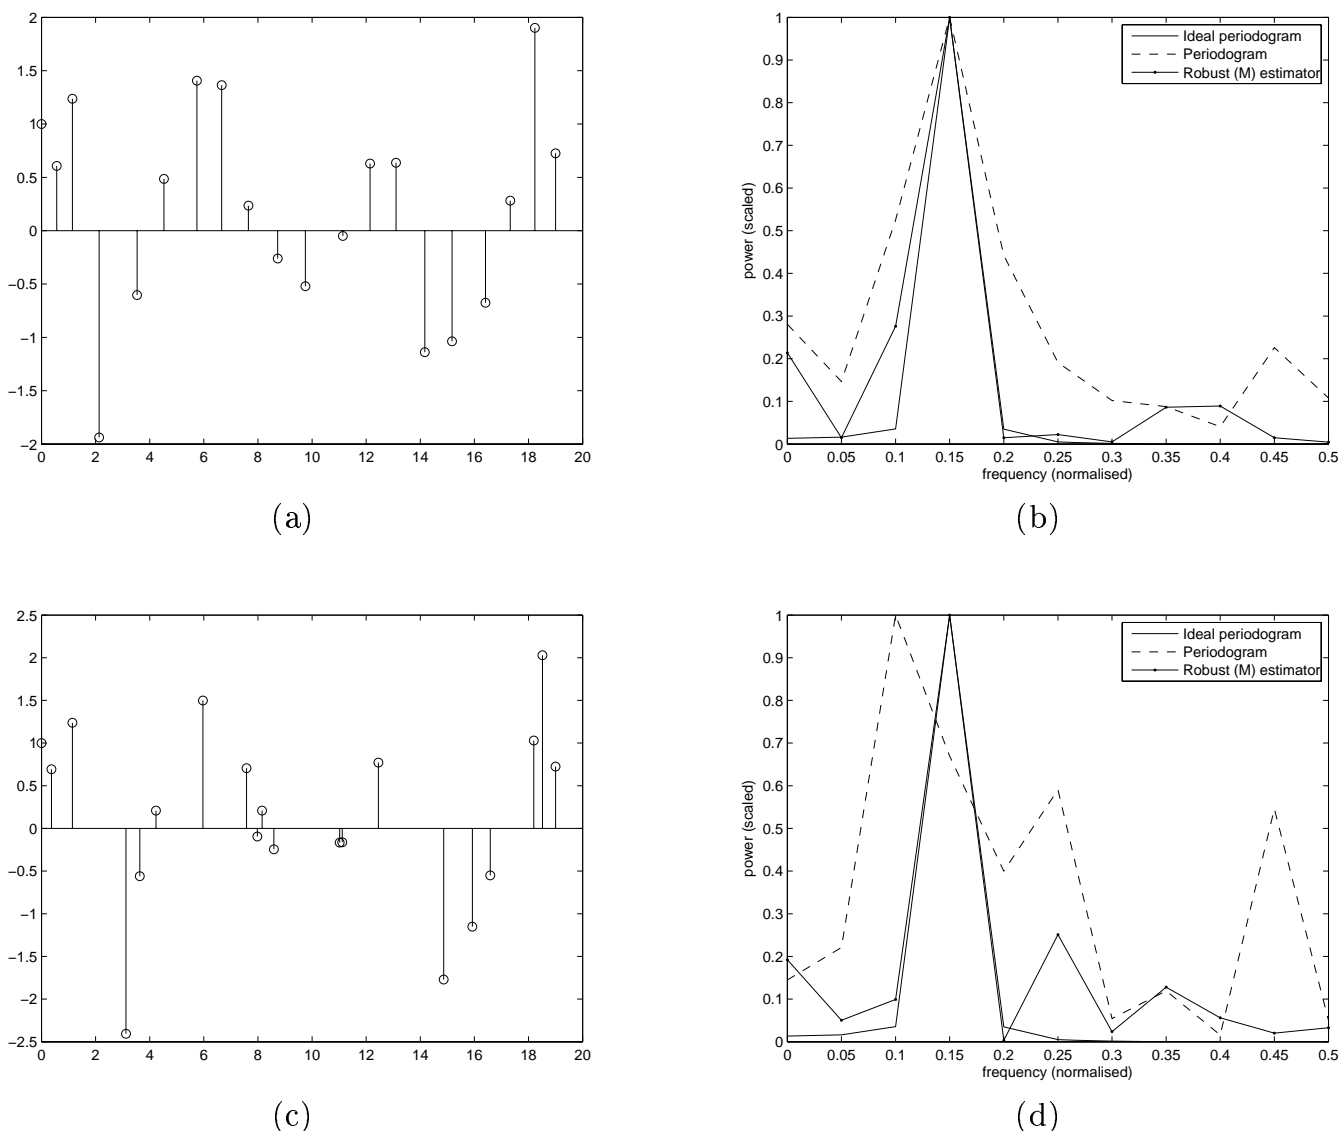 2
1.5
1
0.5
0
−0.5
−1
−1.5
−2
0 2 4 6 8 10 12 14 16 18 20
(a)
1
0.9
0.8
0.7
0.6
0.5
0.4
0.3
0.2
0.1
0
power (scaled)
Ideal periodogram
Periodogram
Robust (M) estimator
0 0.05 0.1 0.15 0.2 0.25 0.3 0.35 0.4 0.45 0.5
frequency (normalised)
(b)
2.5
2
1.5
1
0.5
0
−0.5
−1
−1.5
−2
−2.5
0 2 4 6 8 10 12 14 16 18 20
(c)
1
0.9
0.8
0.7
0.6
0.5
0.4
0.3
0.2
0.1
0
power (scaled)
Ideal periodogram
Periodogram
Robust (M) estimator
0 0.05 0.1 0.15 0.2 0.25 0.3 0.35 0.4 0.45 0.5
frequency (normalised)
(d)